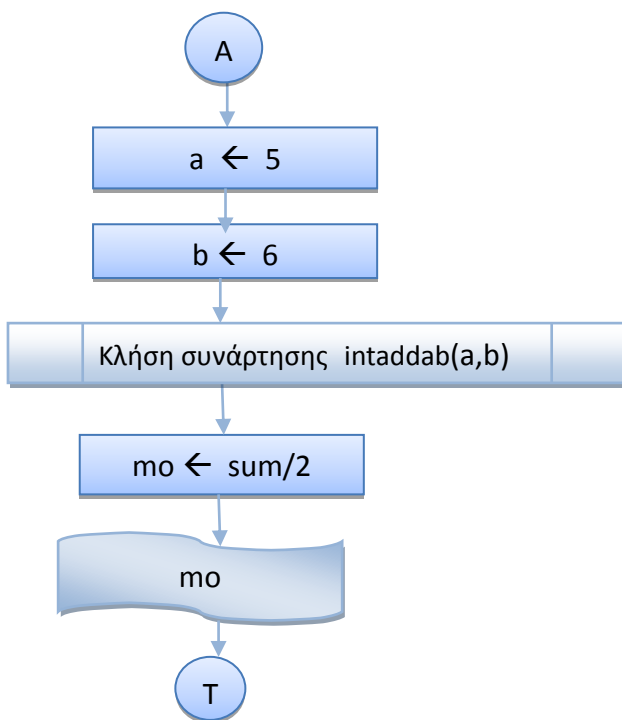 Α
a ← 5
b ← 6
Κλήση συνάρτησης intaddab(a,b)
mo ← sum/2
mo
Τ